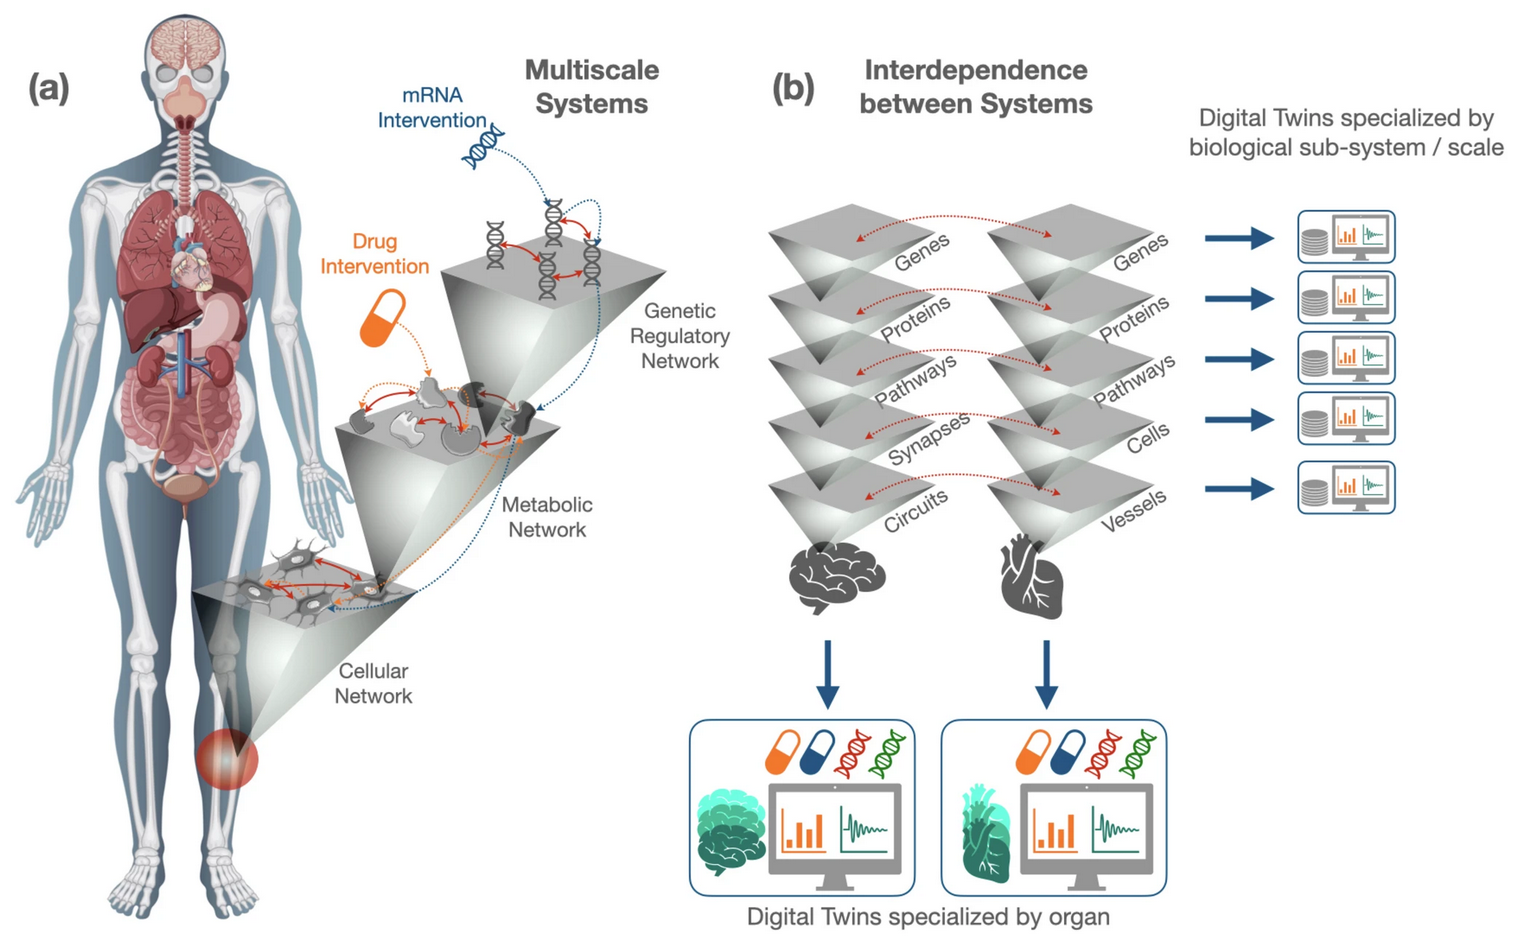 (a)
Multiscale
Systems
mRNA
Intervention
Drug
Intervention
Genetic
Regulatory
Network
Metabolic
Network
Cellular
Network
(b)
Interdependence
between Systems
Digital Twins specialized by
biological sub-system / scale
Genes
Genes
Proteins
Proteins
Pathways
Pathways
Synapses
Cells
Circuits
Vessels
Digital Twins specialized by organ